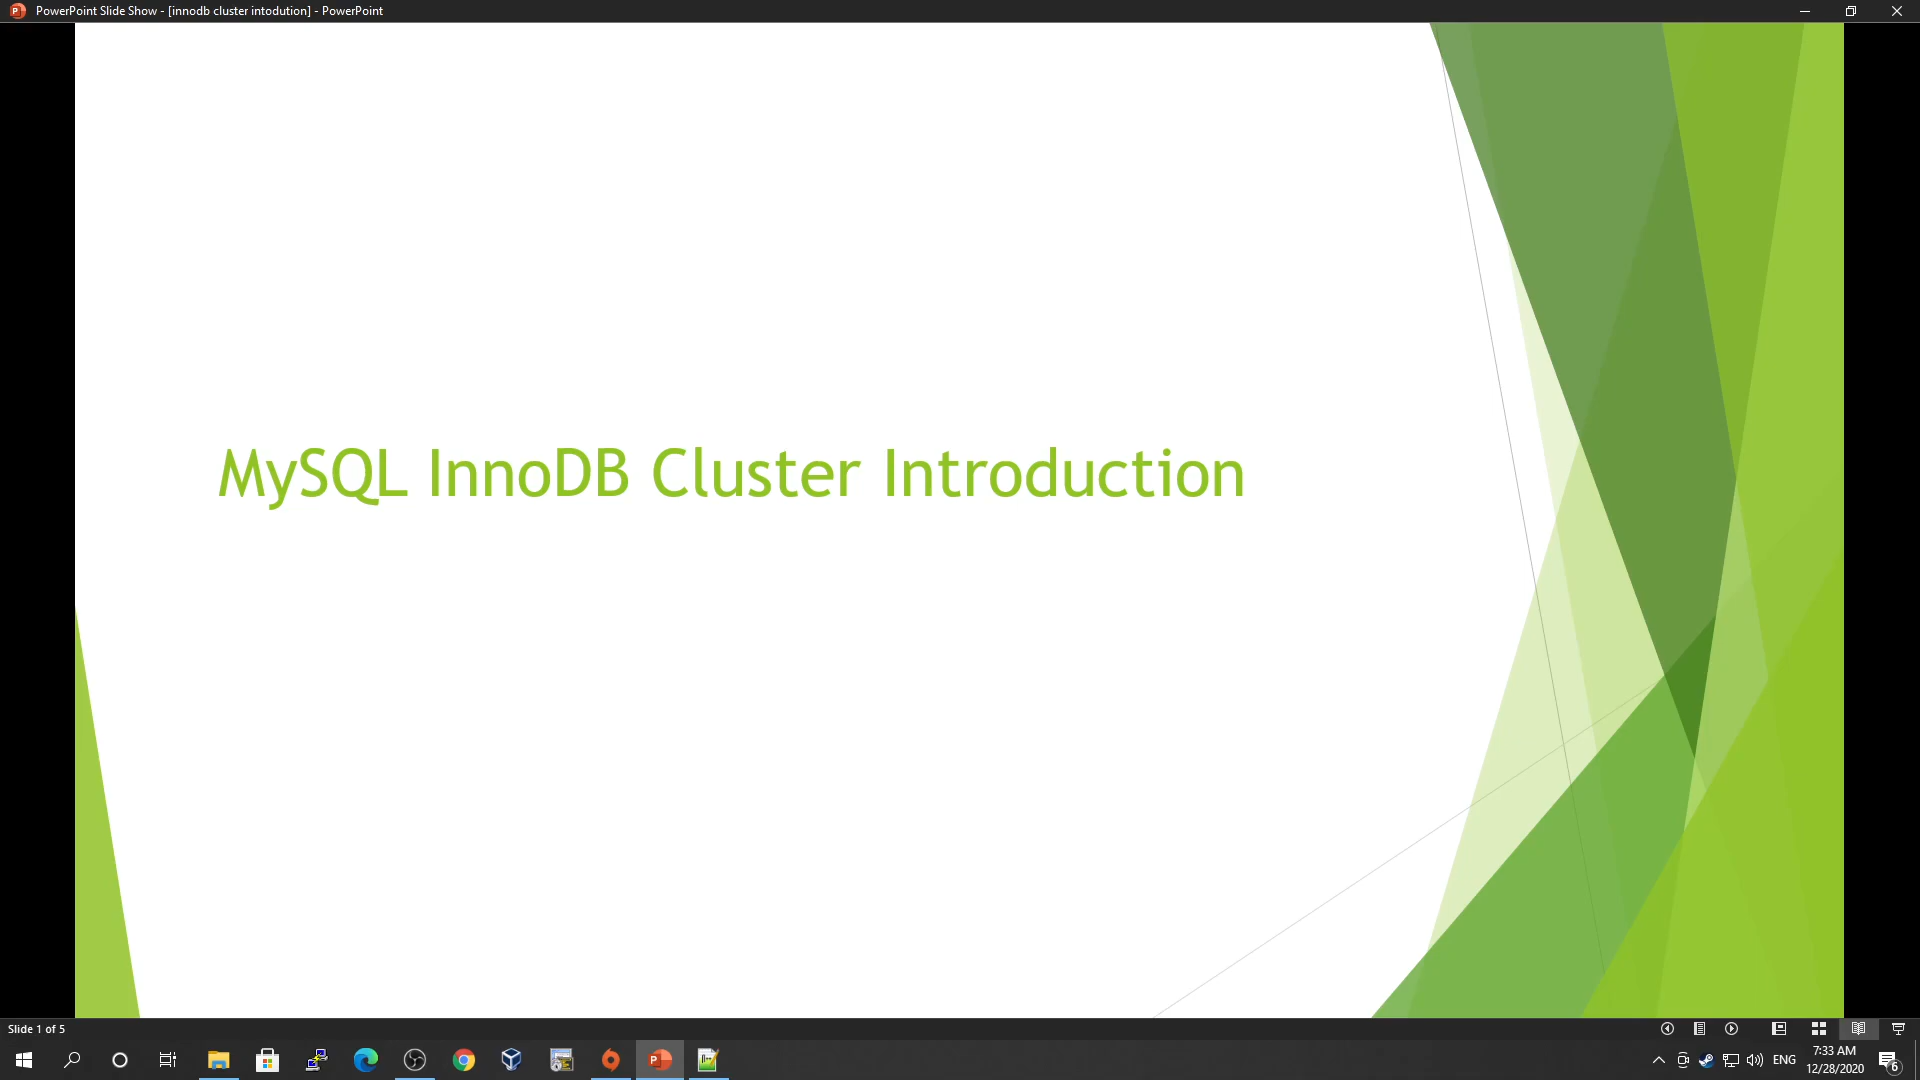 PowerPoint Slide Show - [innodb cluster intodution] - PowerPoint
MySQL InnoDB Cluster Introduction
Slide 1 of 5
ENG
7:33 AM
12/28/2020
6